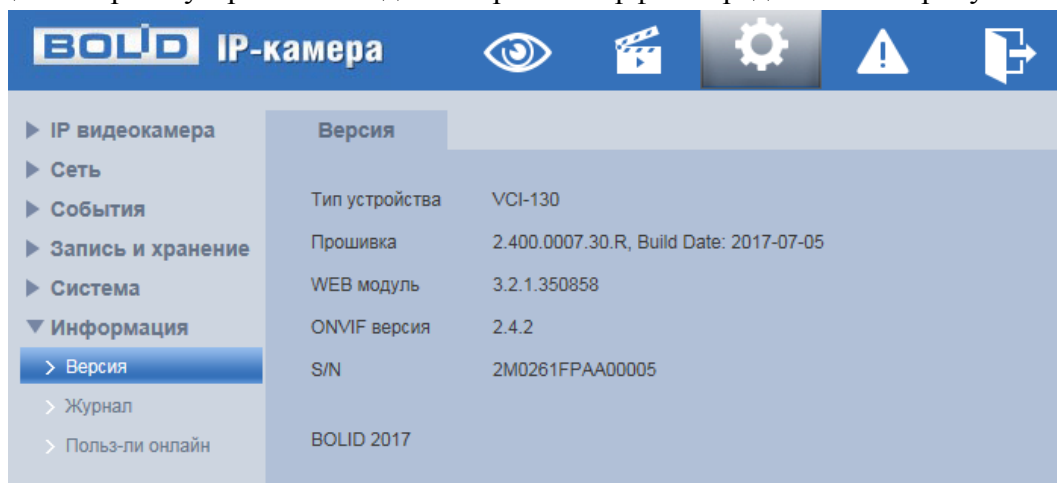 BOLID IP-камера
IP видеокамера
Сеть
События
Запись и хранение
Система
Информация
Версия
Журнал
Польз-ли онлайн
Версия
Тип устройства VCI-130
Прошивка 2.400.0007.30.R, Build Date: 2017-07-05
WEB модуль 3.2.1.350858
ONVIF версия 2.4.2
S/N 2M0261FPAA00005
BOLID 2017